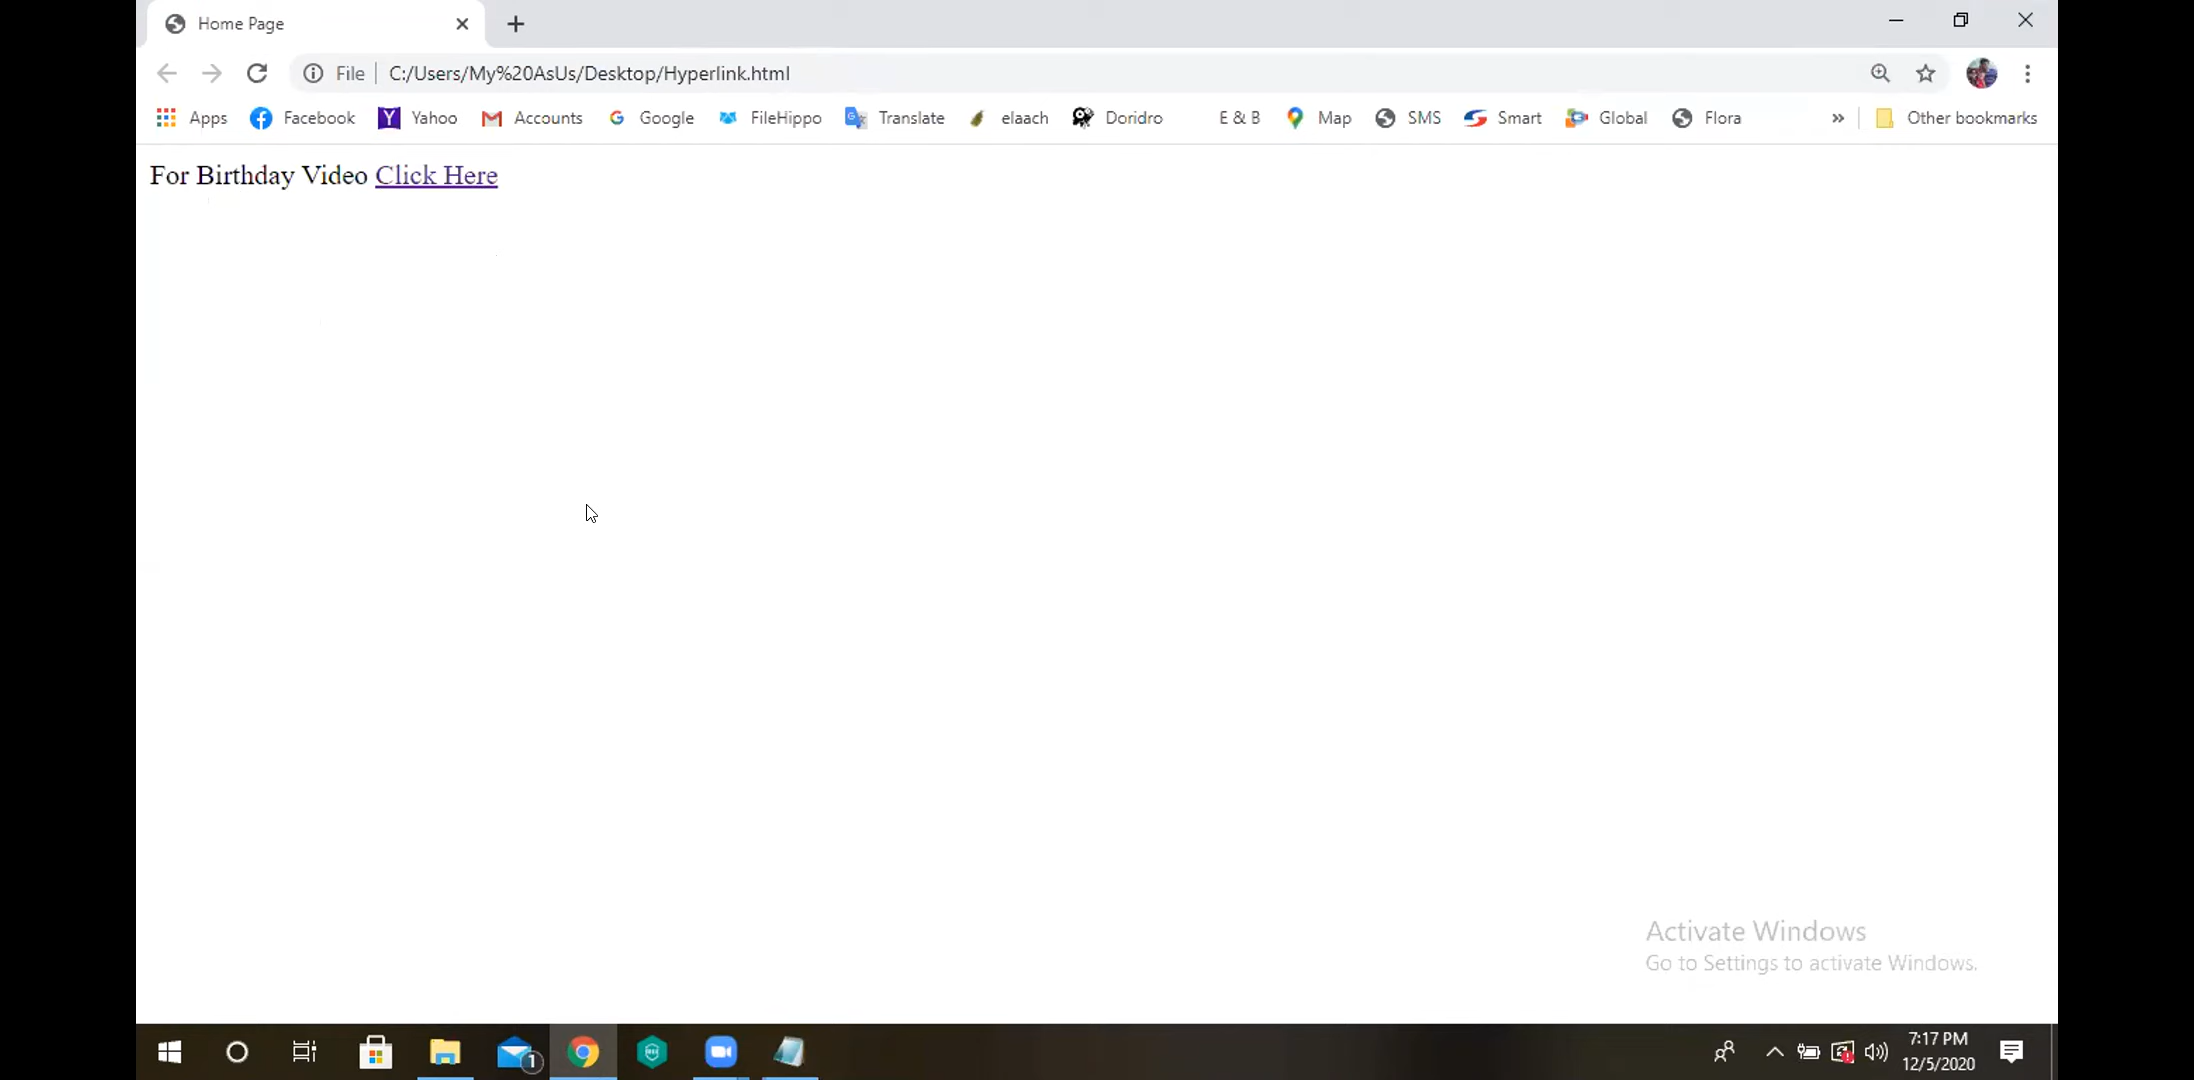 Home Page
File C:/Users/My%20AsUs/Desktop/Hyperlink.html
Apps Facebook Yahoo Accounts Google FileHippo Translate elaach Doridro E & B Map SMS Smart Global Flora » Other bookmarks
For Birthday Video Click Here
Activate Windows
Go to Settings to activate Windows.
1
7:17 PM
12/5/2020